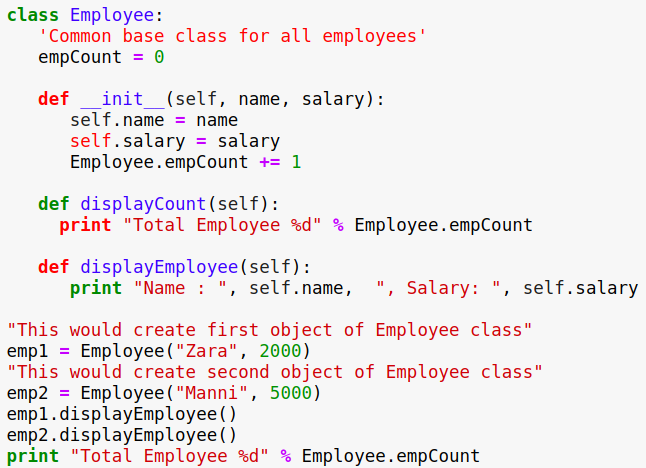 class Employee:
   'Common base class for all employees'
   empCount = 0

   def __init__(self, name, salary):
      self.name = name
      self.salary = salary
      Employee.empCount += 1

   def displayCount(self):
     print "Total Employee %d" % Employee.empCount

   def displayEmployee(self):
      print "Name : ", self.name,  ", Salary: ", self.salary

"This would create first object of Employee class"
emp1 = Employee("Zara", 2000)
"This would create second object of Employee class"
emp2 = Employee("Manni", 5000)
emp1.displayEmployee()
emp2.displayEmployee()
print "Total Employee %d" % Employee.empCount